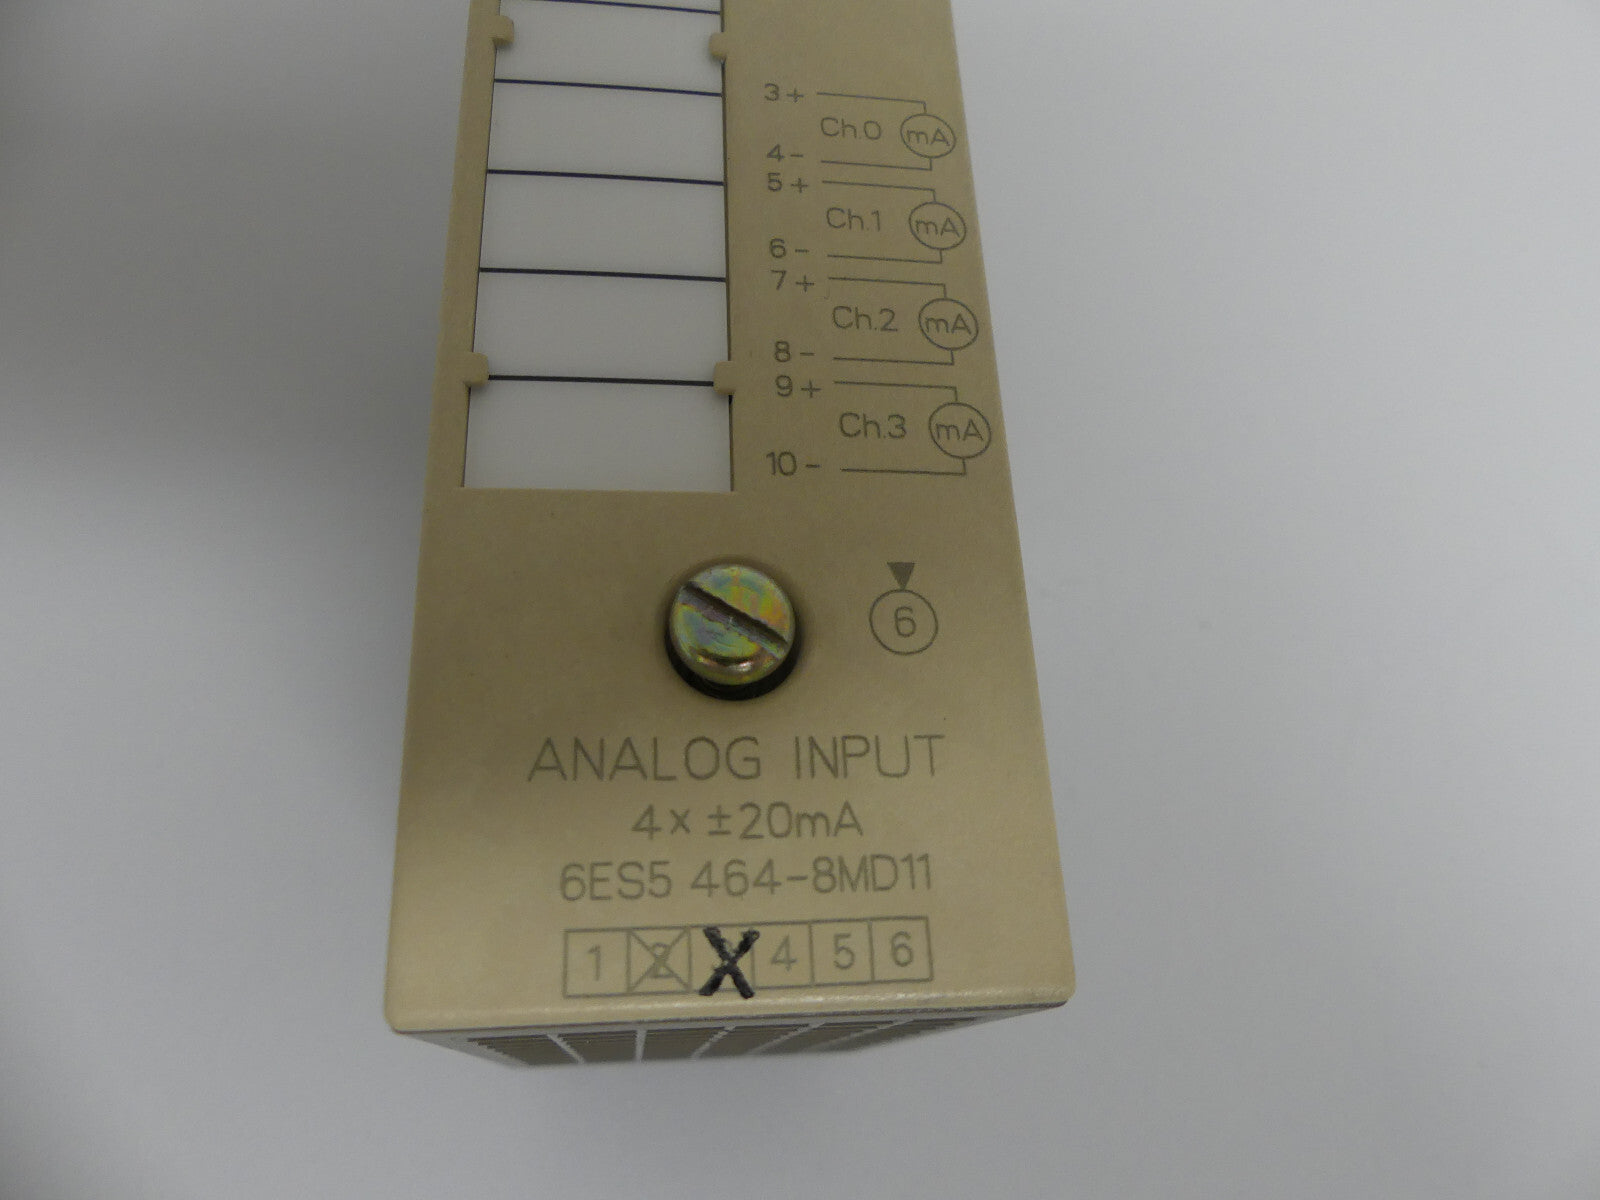 3+
Ch.0 mA
4-
5+
Ch.1 mA
6-
7+
Ch.2 mA
8-
9+
Ch.3 mA
10-
6
ANALOG INPUT
4x ±20mA
6ES5 464-8MD11
1 2 X 4 5 6